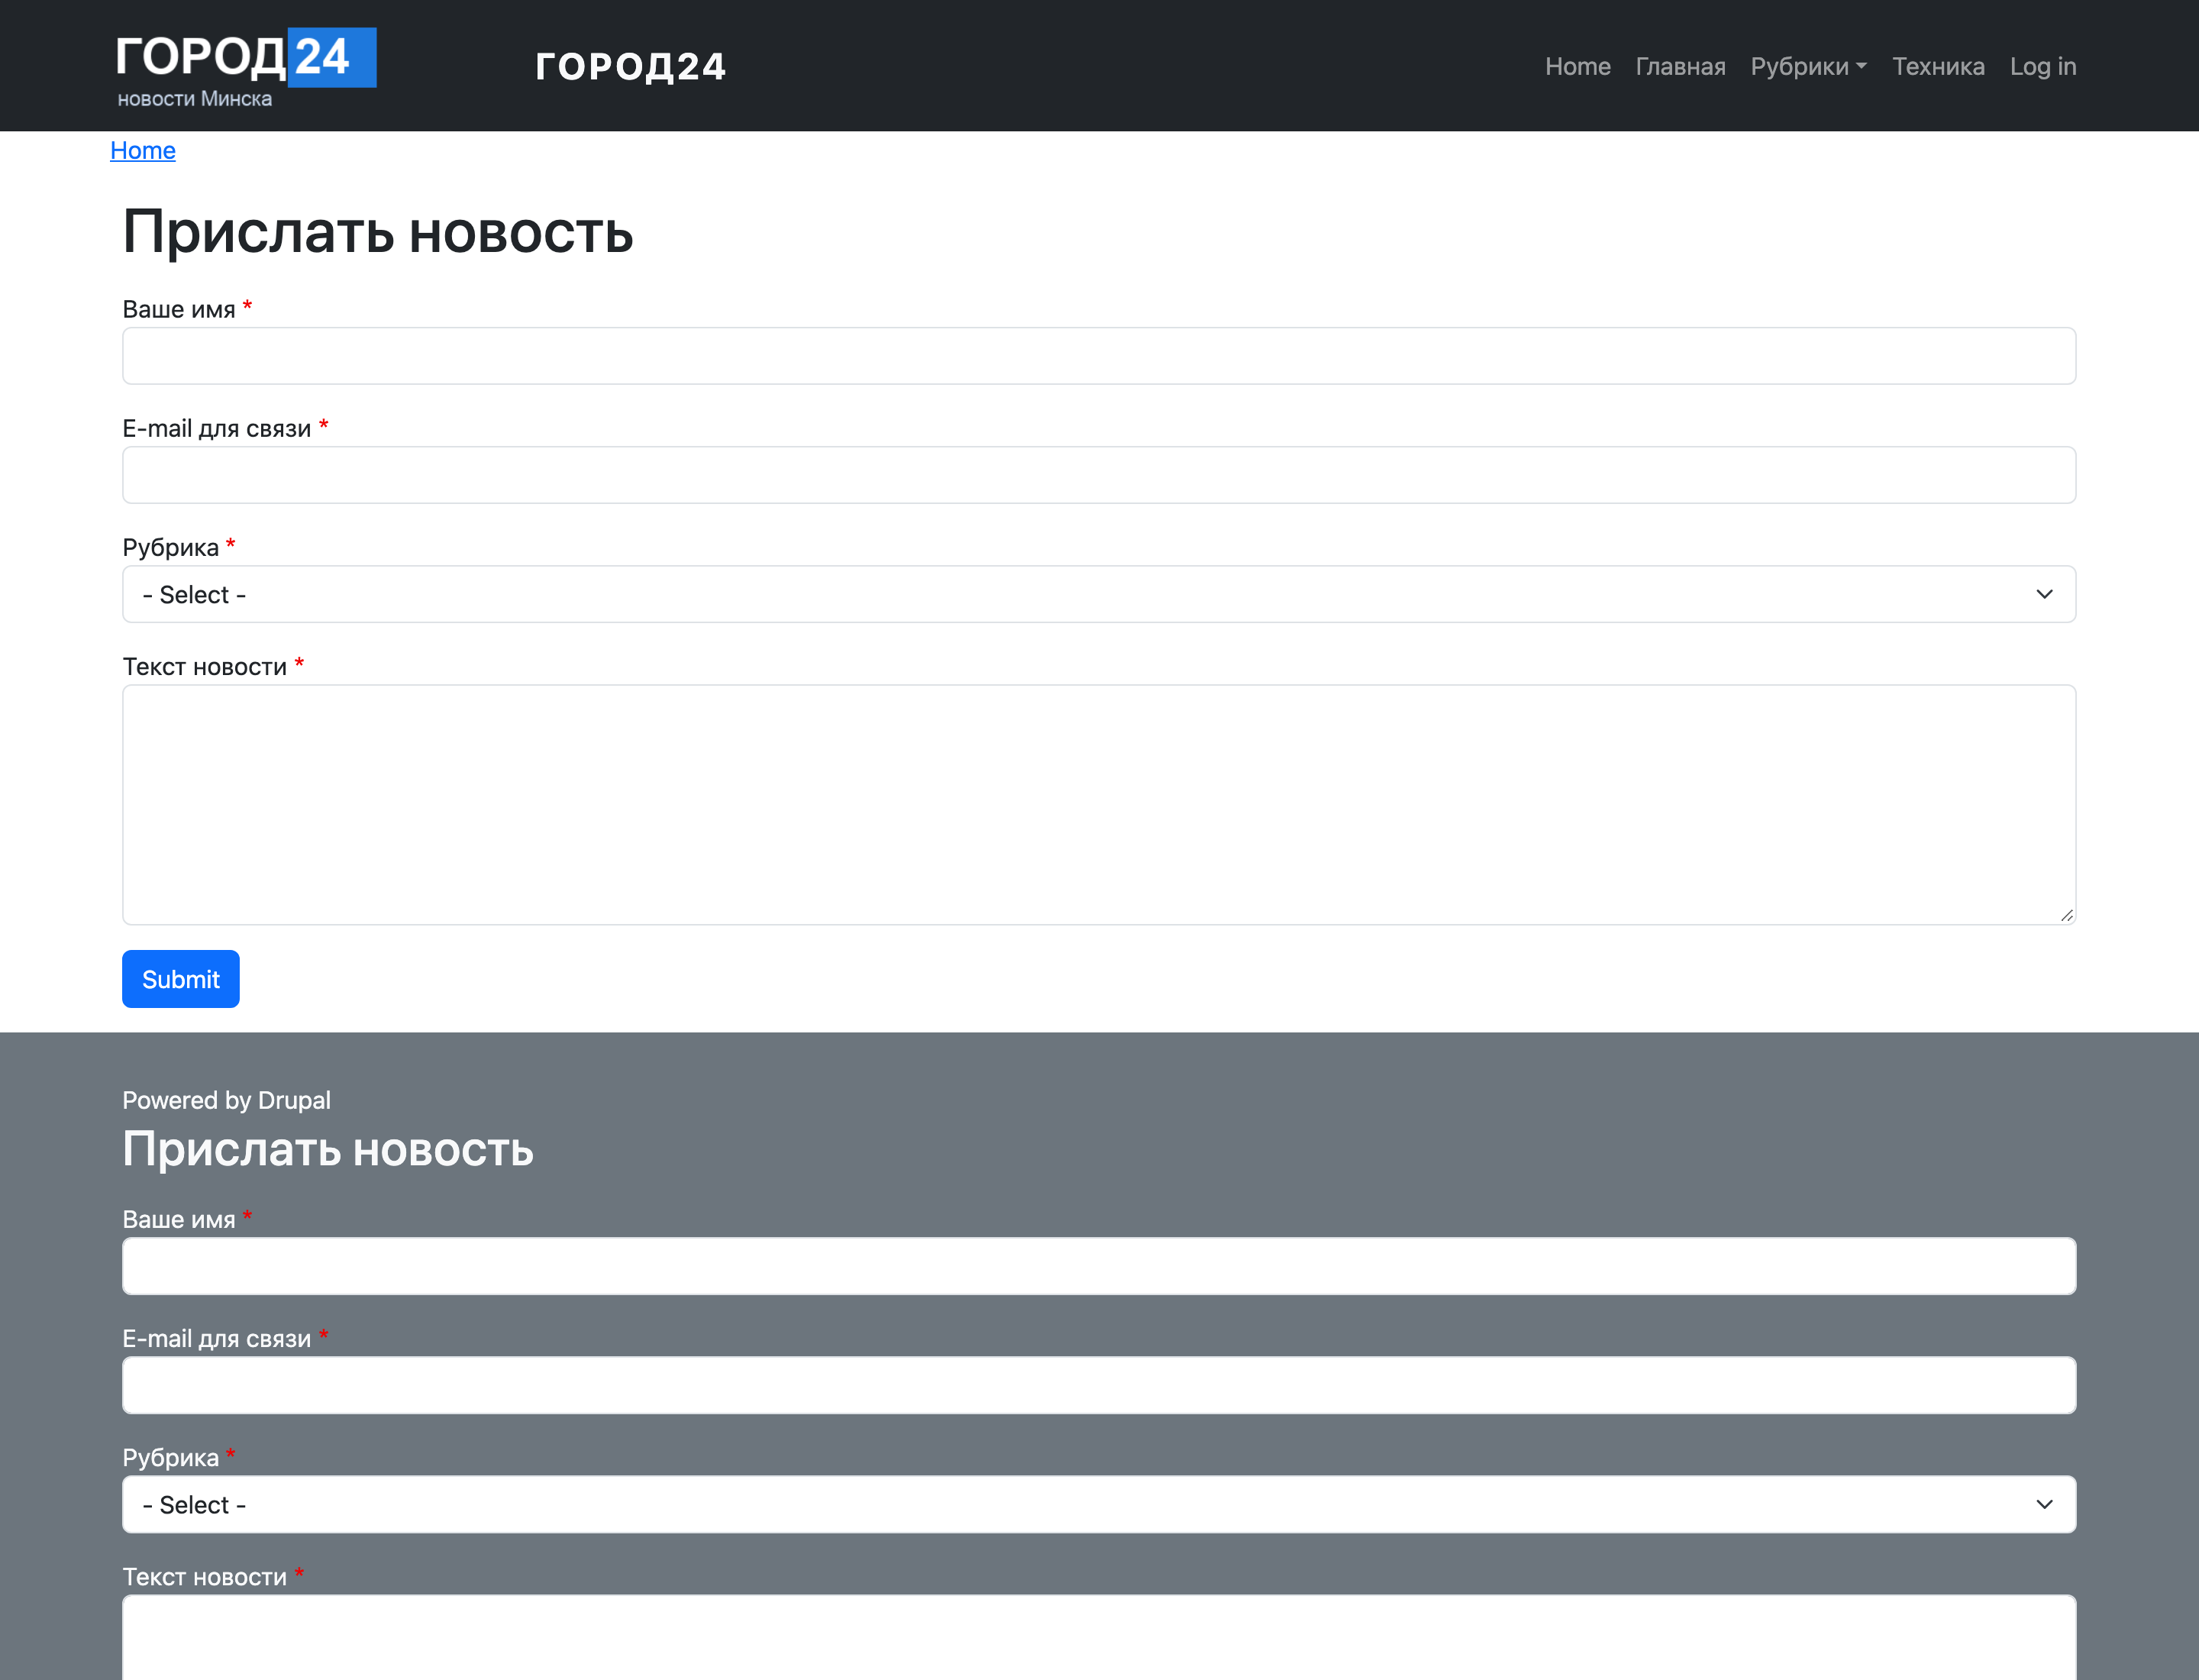 ГОРОД24
новости Минска
ГОРОД24
Home Главная Рубрики Техника Log in
Home
Прислать новость
Ваше имя *
E-mail для связи *
Рубрика *
- Select -
Текст новости *
Submit
Powered by Drupal
Прислать новость
Ваше имя *
E-mail для связи *
Рубрика *
- Select -
Текст новости *